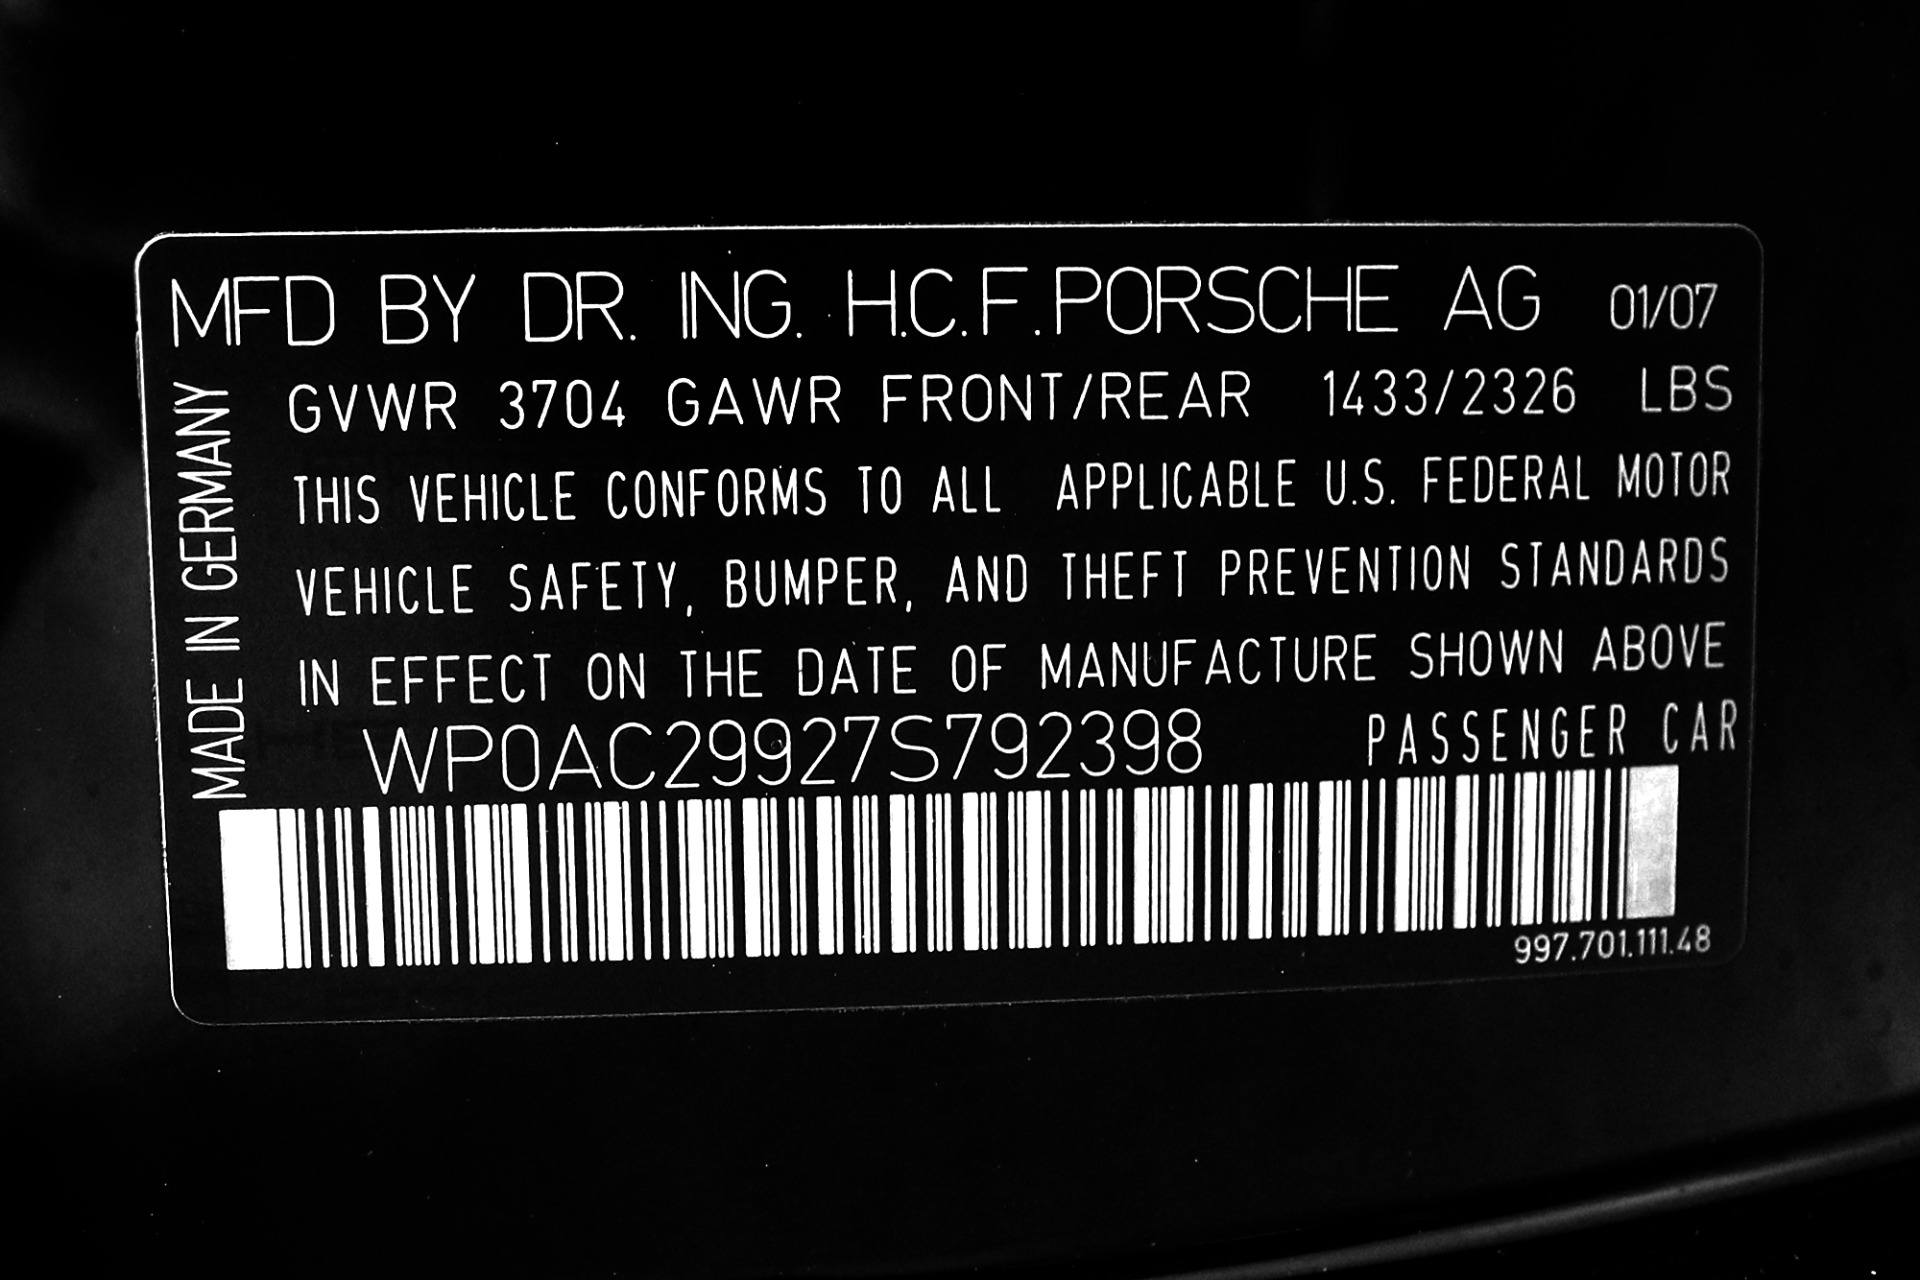 MFD BY DR. ING. H.C.F.PORSCHE AG 01/07
GVWR 3704 GAWR FRONT/REAR 1433/2326 LBS
THIS VEHICLE CONFORMS TO ALL APPLICABLE U.S. FEDERAL MOTOR
VEHICLE SAFETY, BUMPER, AND THEFT PREVENTION STANDARDS
IN EFFECT ON THE DATE OF MANUFACTURE SHOWN ABOVE
WP0AC29927S792398 PASSENGER CAR
997.701.111.48
MADE IN GERMANY